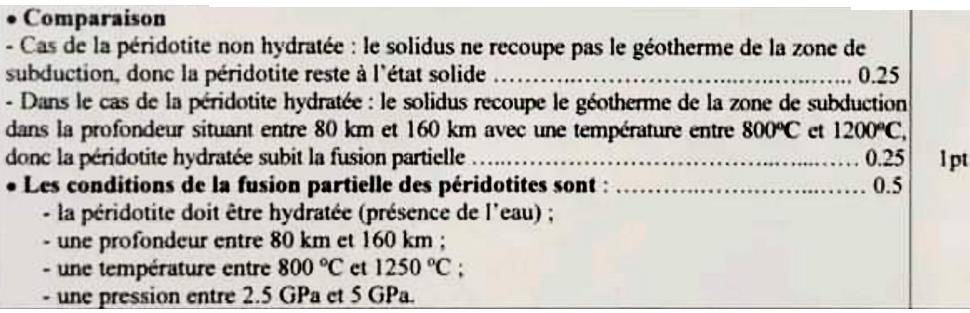 • Comparaison
- Cas de la péridotite non hydratée : le solidus ne recoupe pas le géotherme de la zone de
subduction, donc la péridotite reste à l'état solide ........................................................ 0.25
- Dans le cas de la péridotite hydratée : le solidus recoupe le géotherme de la zone de subduction
dans la profondeur situant entre 80 km et 160 km avec une température entre 800ºC et 1200ºC,
donc la péridotite hydratée subit la fusion partielle ........................................................ 0.25 1pt
• Les conditions de la fusion partielle des péridotites sont : ...................................... 0.5
- la péridotite doit être hydratée (présence de l'eau) ;
- une profondeur entre 80 km et 160 km ;
- une température entre 800 ºC et 1250 ºC ;
- une pression entre 2.5 GPa et 5 GPa.